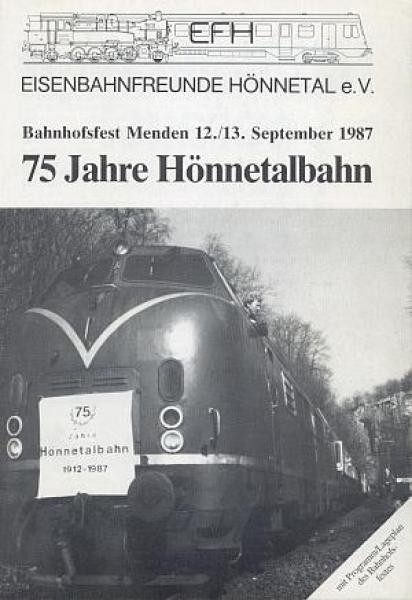 EFH
EISENBAHNFREUNDE HÖNNETAL e.V.
Bahnhofsfest Menden 12./13. September 1987
75 Jahre Hönnetalbahn
75
Jahre
Hönnetalbahn
1912-1987
mit Programm/Lageplan
des Bahnhofs-
festes